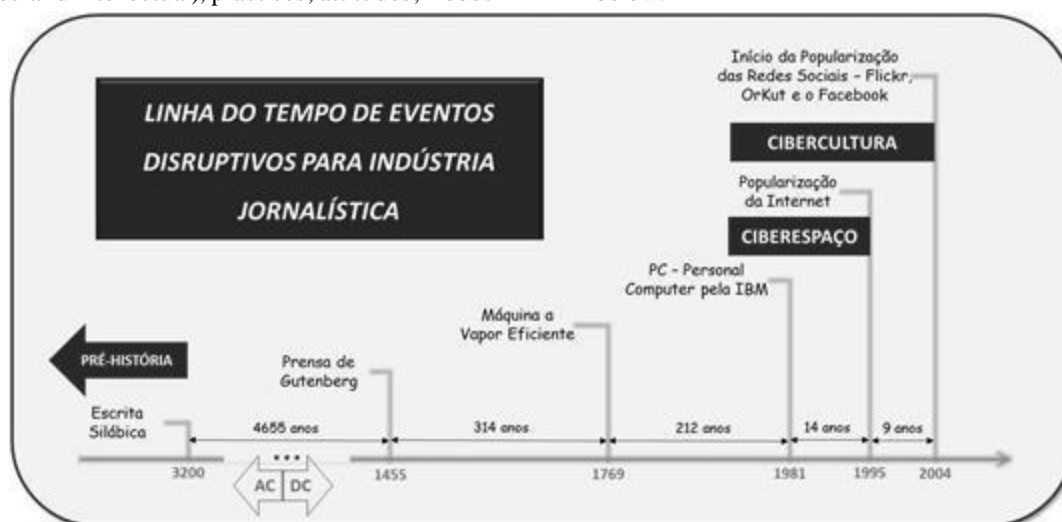 LINHA DO TEMPO DE EVENTOS
DISRUPTIVOS PARA INDÚSTRIA
JORNALÍSTICA
Início da Popularização
das Redes Sociais – Flickr,
OrKut e o Facebook
CIBERCULTURA
Popularização
da Internet
CIBERESPAÇO
PC – Personal
Computer pela IBM
Máquina a
Vapor Eficiente
PRÉ-HISTÓRIA
Prensa de
Gutenberg
Escrita
Silábica
4655 anos
314 anos
212 anos
14 anos
9 anos
3200
AC
DC
1455
1769
1981
1995
2004